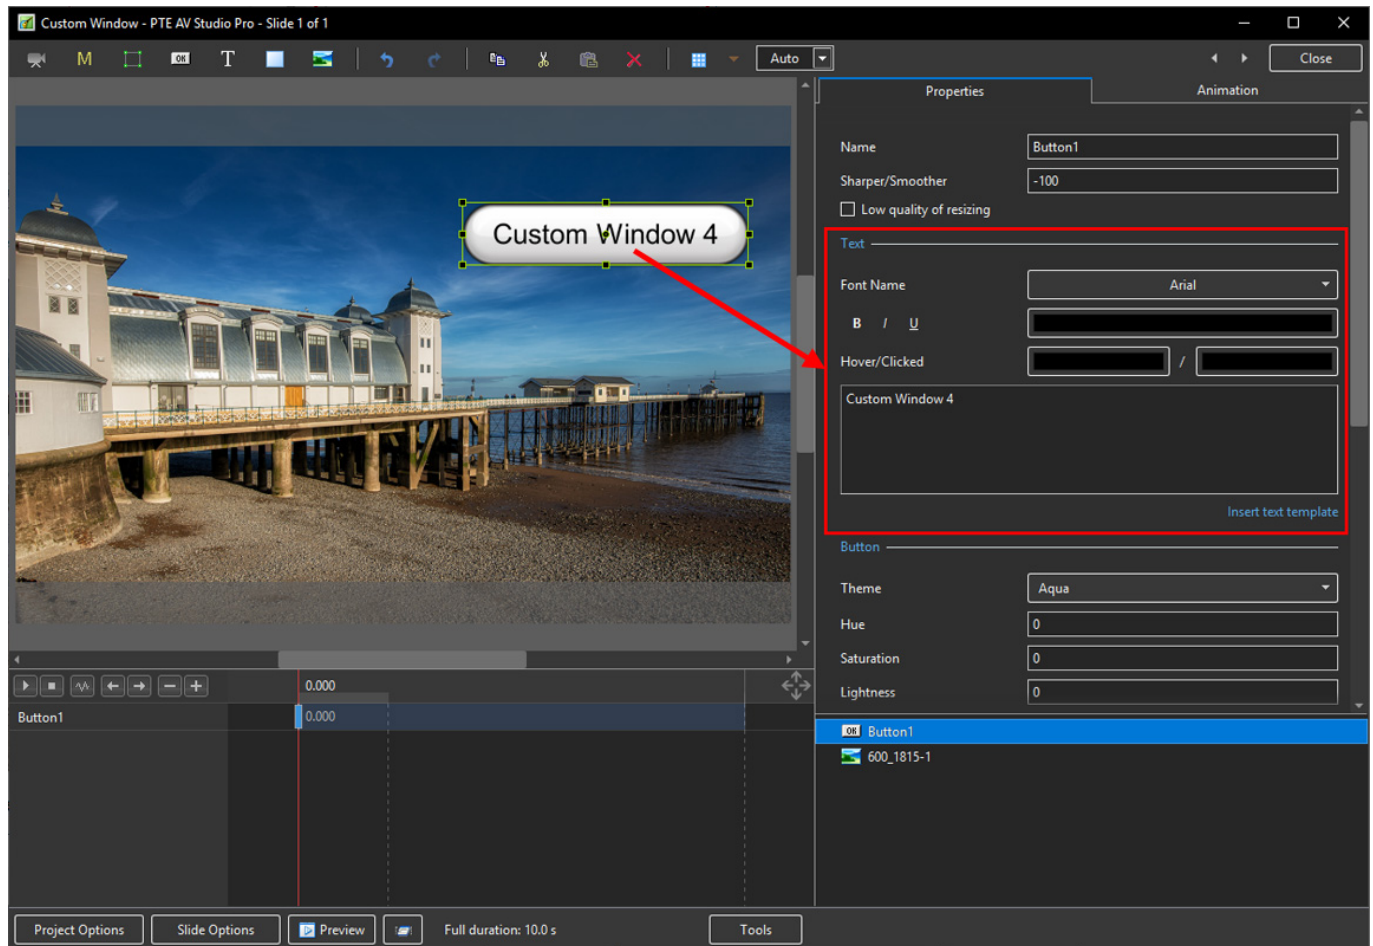 Custom Window - PTE AV Studio Pro - Slide 1 of 1
M OK T Auto Close
Properties Animation
Name Button1
Sharper/Smoother -100
Low quality of resizing
Custom Window 4
Text
Font Name Arial
B I U
Hover/Clicked /
Custom Window 4
Insert text template
Button
Theme Aqua
Hue 0
Saturation 0
Lightness 0
0.000
Button1 0.000
OK Button1
600_1815-1
Project Options Slide Options Preview Full duration: 10.0 s Tools